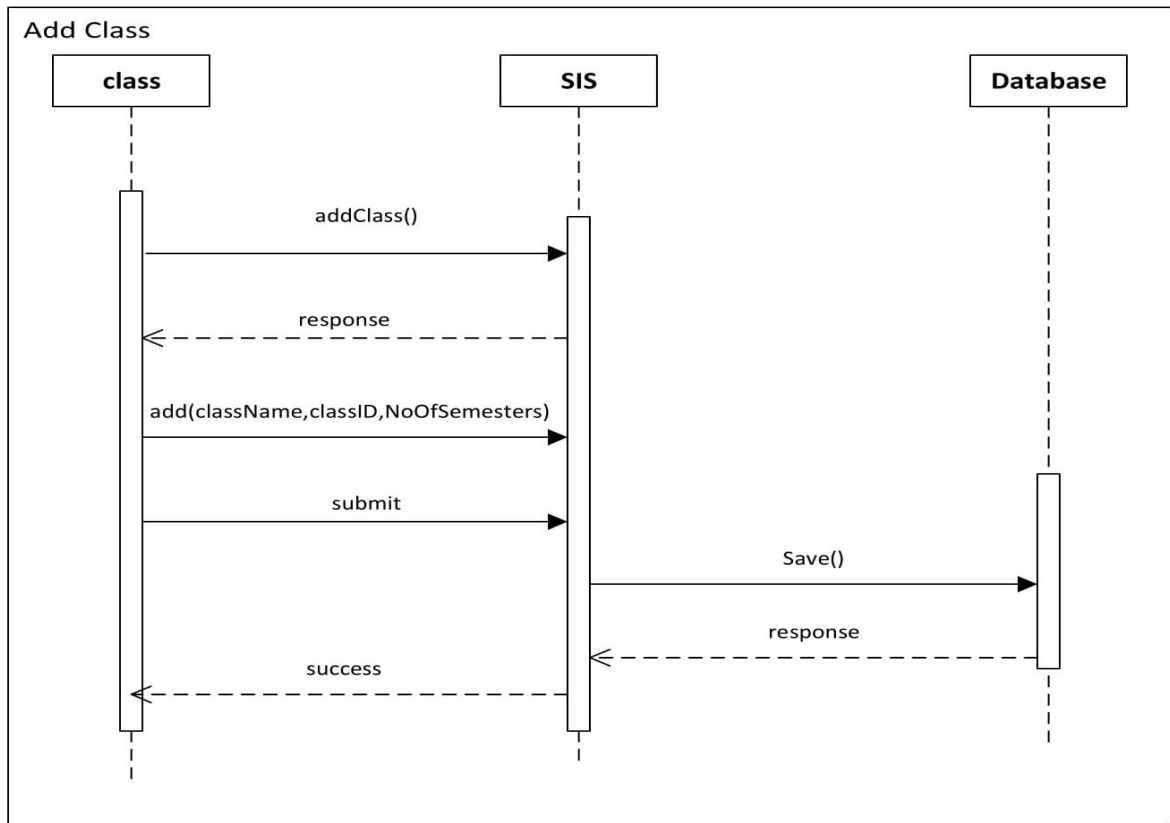 Add Class
class
SIS
Database
addClass()
response
add(className,classID,NoOfSemesters)
submit
Save()
response
success